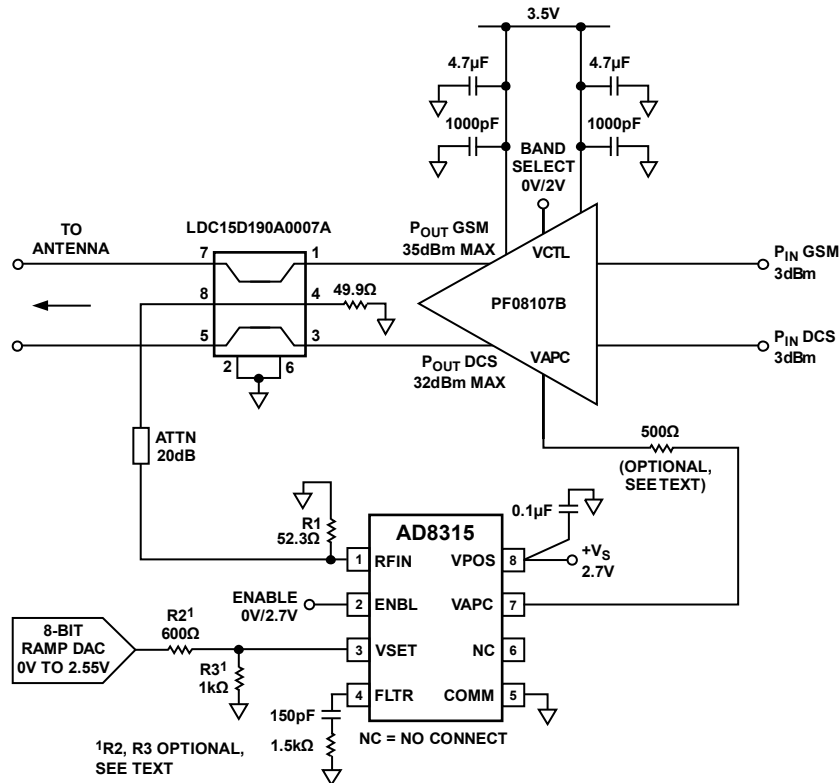 3.5V
4.7µF
4.7µF
1000pF
1000pF
BAND
SELECT
0V/2V
LDC15D190A0007A
TO
ANTENNA
7
1
POUT GSM
35dBm MAX
VCTL
PIN GSM
3dBm
8
4
49.9Ω
PF08107B
5
3
2
6
POUT DCS
32dBm MAX
VAPC
PIN DCS
3dBm
ATTN
20dB
500Ω
(OPTIONAL,
SEE TEXT)
R1
52.3Ω
0.1µF
AD8315
1
RFIN
VPOS
8
+VS
2.7V
ENABLE
0V/2.7V
2
ENBL
VAPC
7
8-BIT
RAMP DAC
0V TO 2.55V
R2¹
600Ω
3
VSET
NC
6
R3¹
1kΩ
4
FLTR
COMM
5
150pF
1.5kΩ
NC = NO CONNECT
¹R2, R3 OPTIONAL,
SEE TEXT